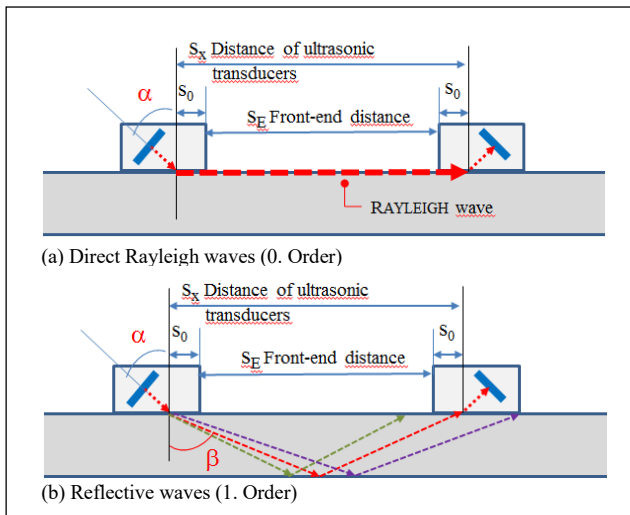 Sx Distance of ultrasonic
transducers
α
S0
S0
SE Front-end distance
RAYLEIGH wave
(a) Direct Rayleigh waves (0. Order)
Sx Distance of ultrasonic
transducers
α
S0
S0
SE Front-end distance
β
(b) Reflective waves (1. Order)